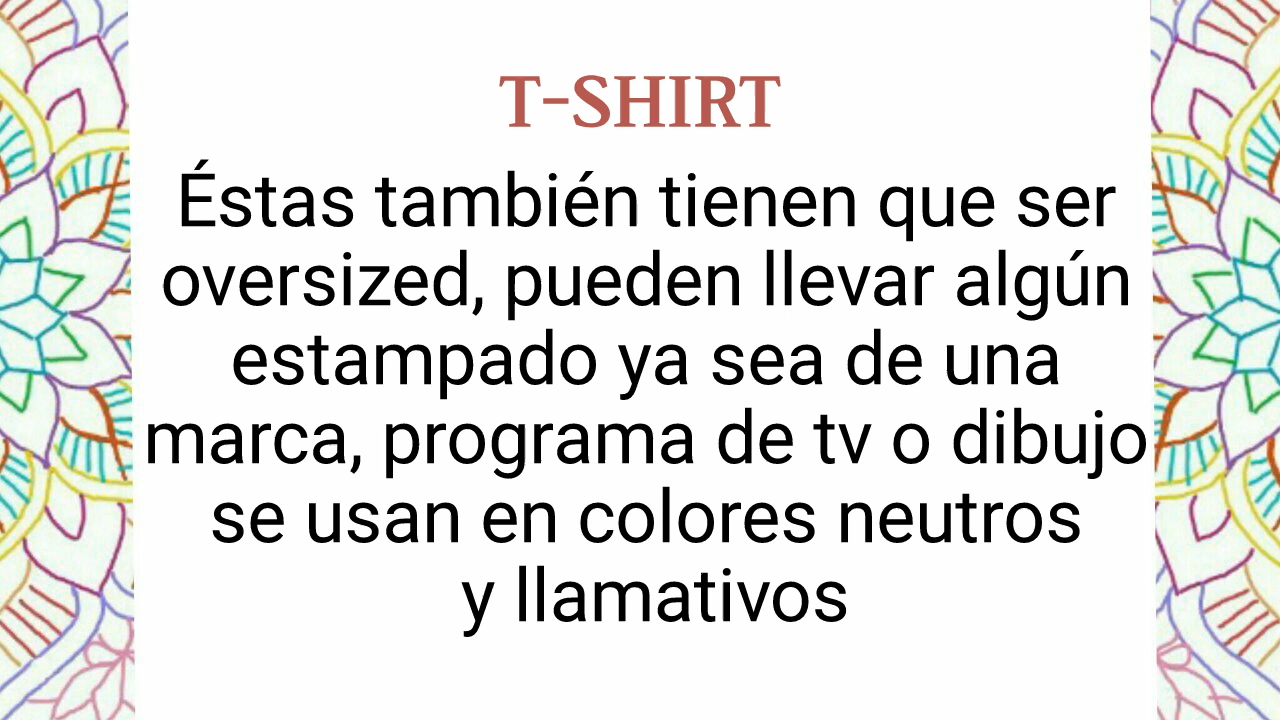 T-SHIRT
Éstas también tienen que ser
oversized, pueden llevar algún
estampado ya sea de una
marca, programa de tv o dibujo
se usan en colores neutros
y llamativos